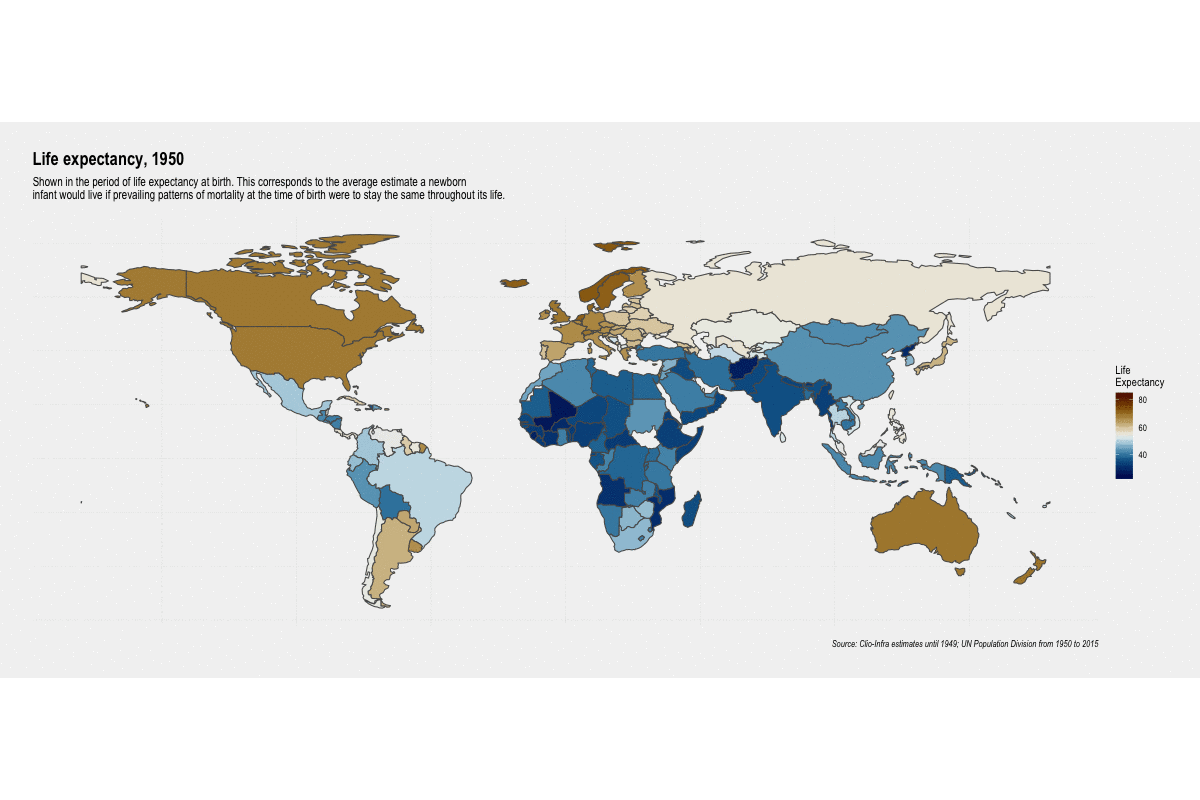 Life expectancy, 1950
Shown in the period of life expectancy at birth. This corresponds to the average estimate a newborn
infant would live if prevailing patterns of mortality at the time of birth were to stay the same throughout its life.
Life
Expectancy
80
60
40
Source: Clio-Infra estimates until 1949; UN Population Division from 1950 to 2015